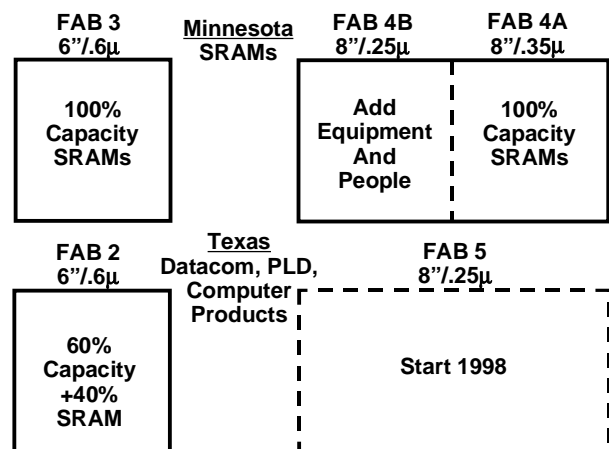 FAB 3
6”/.6µ
Minnesota
SRAMs
FAB 4B
8”/.25µ
FAB 4A
8”/.35µ
100%
Capacity
SRAMs
Add
Equipment
And
People
100%
Capacity
SRAMs
FAB 2
6”/.6µ
Texas
Datacom, PLD,
Computer
Products
FAB 5
8”/.25µ
60%
Capacity
+40%
SRAM
Start 1998